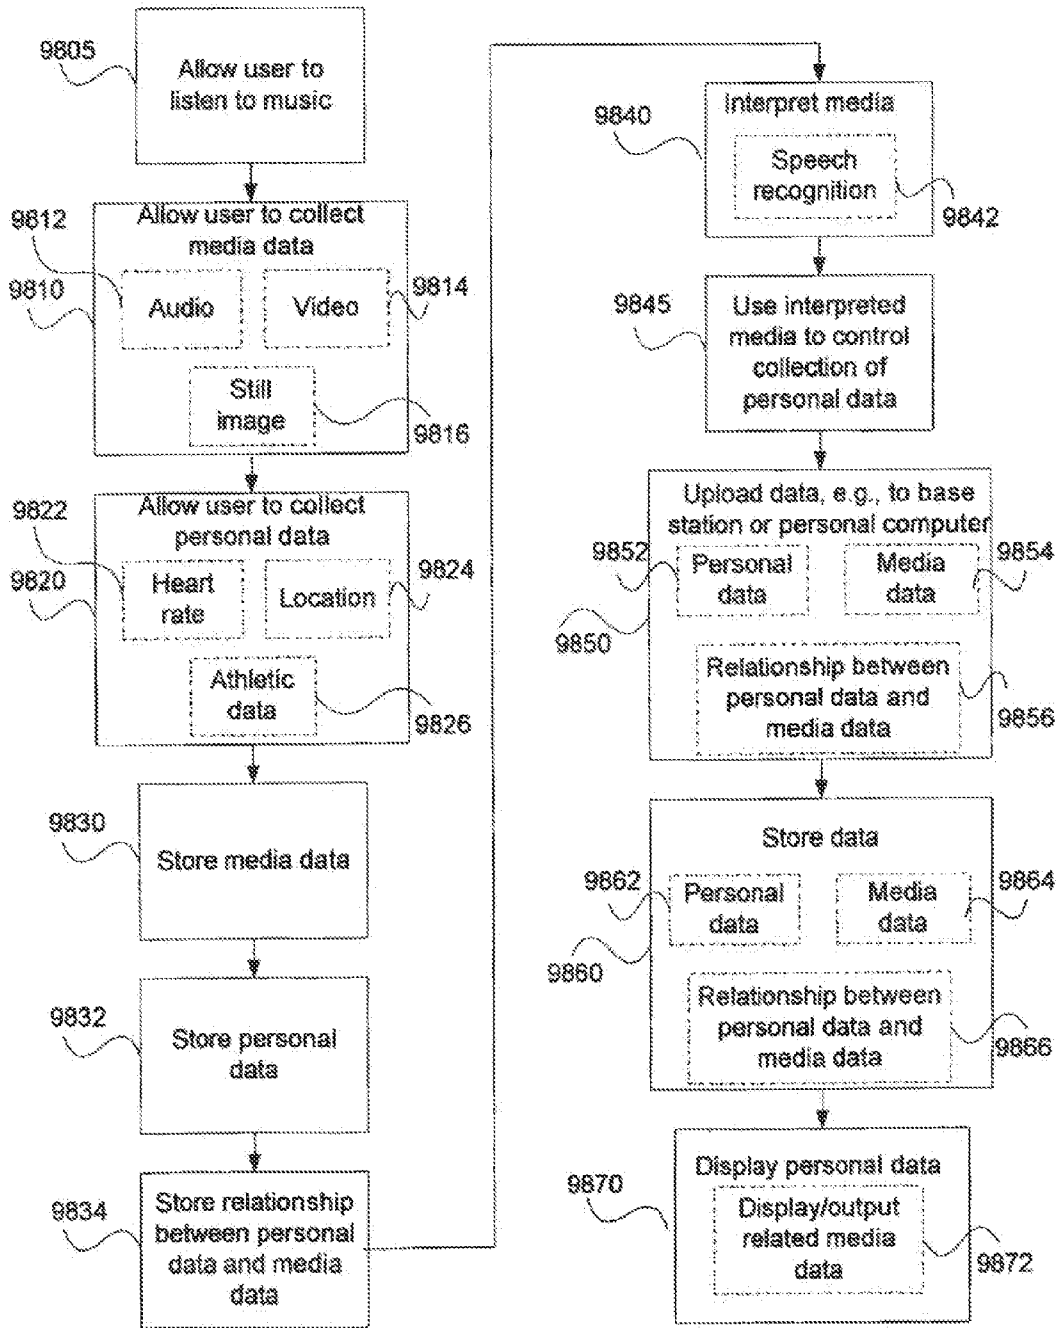 9805
Allow user to
listen to music
Allow user to collect
media data
9812
9810
Audio
Video
9814
Still
image
9816
Allow user to collect
personal data
9822
9820
Heart
rate
Location
9824
Athletic
data
9826
9830
Store media data
9832
Store personal
data
9834
Store relationship
between personal
data and media
data
Interpret media
9840
Speech
recognition
9842
9845
Use interpreted
media to control
collection of
personal data
Upload data, e.g., to base
station or personal computer
9852
Personal
data
Media
data
9854
9850
Relationship between
personal data and
media data
9856
Store data
9862
Personal
data
Media
data
9864
9860
Relationship between
personal data and
media data
9866
Display personal data
9870
Display/output
related media
data
9872